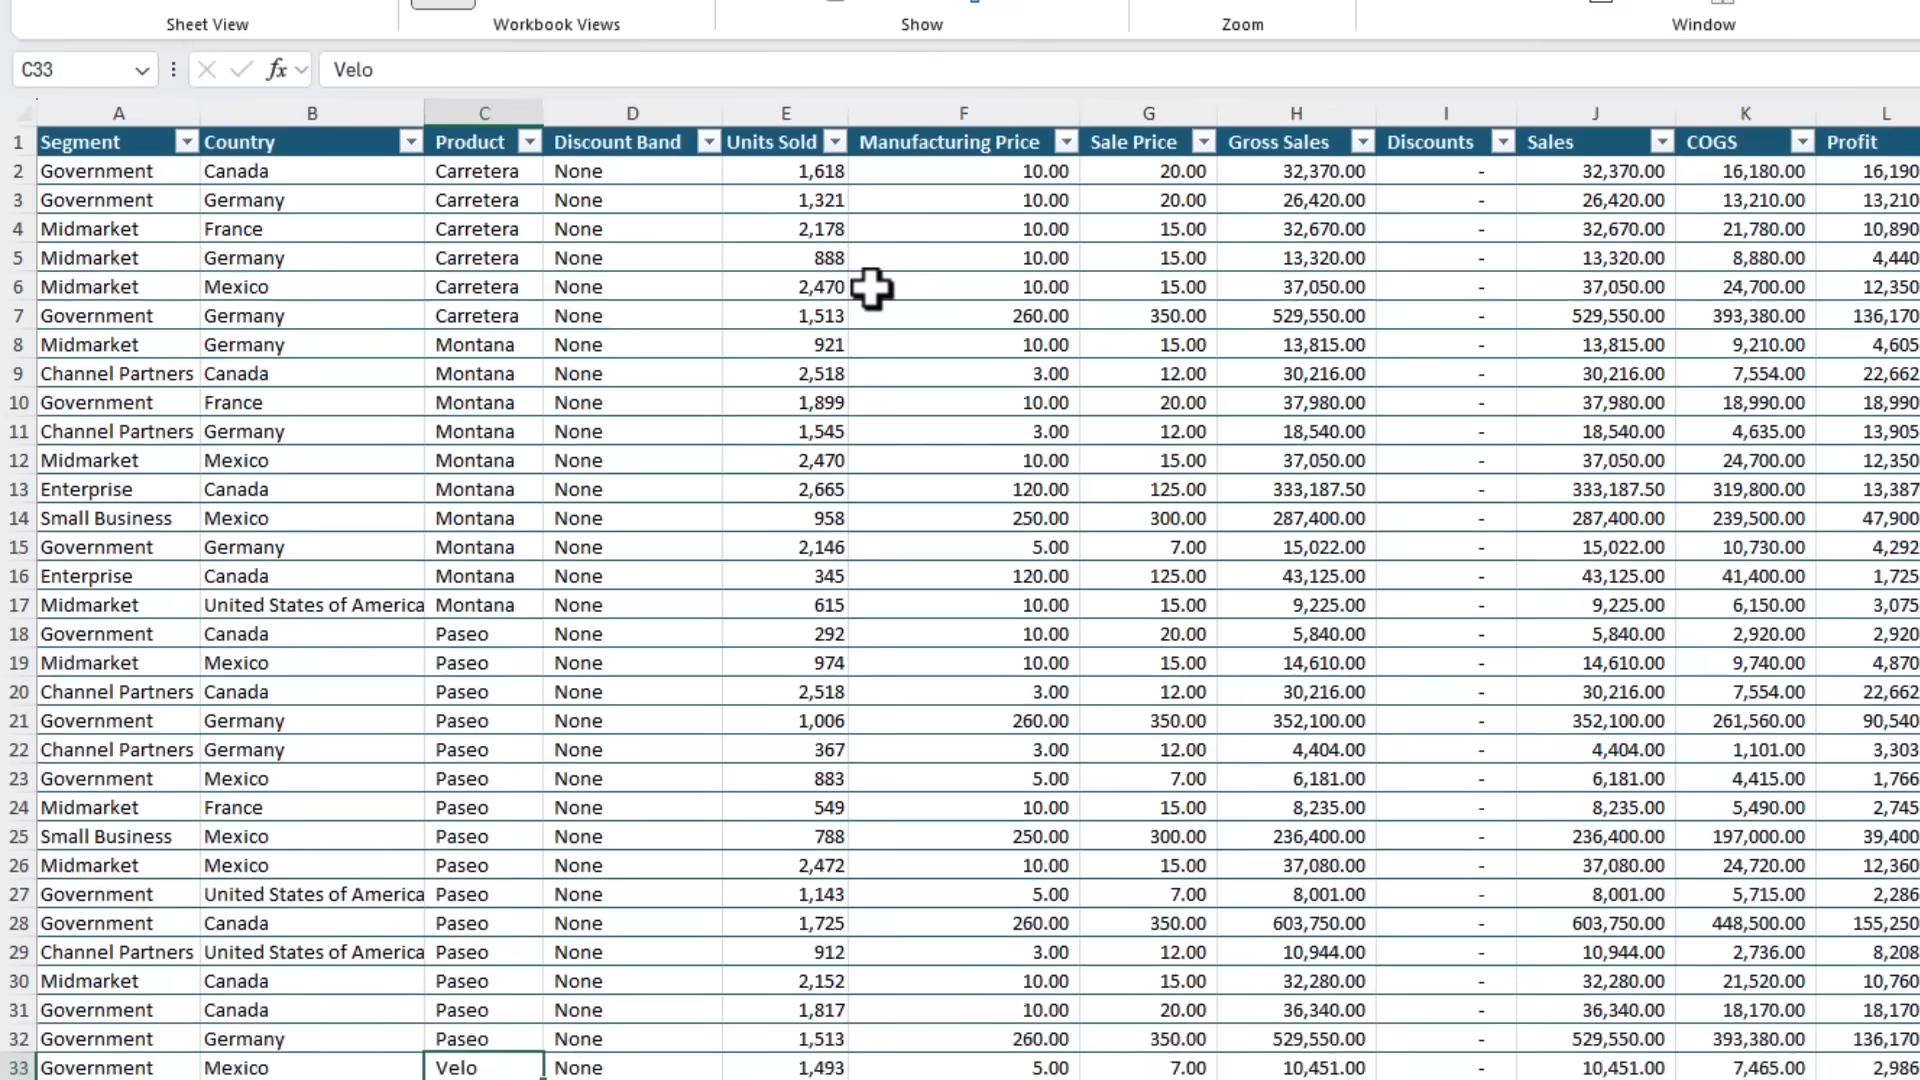 Sheet View Workbook Views Show Zoom Window
C33 fx Velo
A B C D E F G H I J K L
1 Segment Country Product Discount Band Units Sold Manufacturing Price Sale Price Gross Sales Discounts Sales COGS Profit
2 Government Canada Carretera None 1,618 10.00 20.00 32,370.00 - 32,370.00 16,180.00 16,190
3 Government Germany Carretera None 1,321 10.00 20.00 26,420.00 - 26,420.00 13,210.00 13,210
4 Midmarket France Carretera None 2,178 10.00 15.00 32,670.00 - 32,670.00 21,780.00 10,890
5 Midmarket Germany Carretera None 888 10.00 15.00 13,320.00 - 13,320.00 8,880.00 4,440
6 Midmarket Mexico Carretera None 2,470 10.00 15.00 37,050.00 - 37,050.00 24,700.00 12,350
7 Government Germany Carretera None 1,513 260.00 350.00 529,550.00 - 529,550.00 393,380.00 136,170
8 Midmarket Germany Montana None 921 10.00 15.00 13,815.00 - 13,815.00 9,210.00 4,605
9 Channel Partners Canada Montana None 2,518 3.00 12.00 30,216.00 - 30,216.00 7,554.00 22,662
10 Government France Montana None 1,899 10.00 20.00 37,980.00 - 37,980.00 18,990.00 18,990
11 Channel Partners Germany Montana None 1,545 3.00 12.00 18,540.00 - 18,540.00 4,635.00 13,905
12 Midmarket Mexico Montana None 2,470 10.00 15.00 37,050.00 - 37,050.00 24,700.00 12,350
13 Enterprise Canada Montana None 2,665 120.00 125.00 333,187.50 - 333,187.50 319,800.00 13,387
14 Small Business Mexico Montana None 958 250.00 300.00 287,400.00 - 287,400.00 239,500.00 47,900
15 Government Germany Montana None 2,146 5.00 7.00 15,022.00 - 15,022.00 10,730.00 4,292
16 Enterprise Canada Montana None 345 120.00 125.00 43,125.00 - 43,125.00 41,400.00 1,725
17 Midmarket United States of America Montana None 615 10.00 15.00 9,225.00 - 9,225.00 6,150.00 3,075
18 Government Canada Paseo None 292 10.00 20.00 5,840.00 - 5,840.00 2,920.00 2,920
19 Midmarket Mexico Paseo None 974 10.00 15.00 14,610.00 - 14,610.00 9,740.00 4,870
20 Channel Partners Canada Paseo None 2,518 3.00 12.00 30,216.00 - 30,216.00 7,554.00 22,662
21 Government Germany Paseo None 1,006 260.00 350.00 352,100.00 - 352,100.00 261,560.00 90,540
22 Channel Partners Germany Paseo None 367 3.00 12.00 4,404.00 - 4,404.00 1,101.00 3,303
23 Government Mexico Paseo None 883 5.00 7.00 6,181.00 - 6,181.00 4,415.00 1,766
24 Midmarket France Paseo None 549 10.00 15.00 8,235.00 - 8,235.00 5,490.00 2,745
25 Small Business Mexico Paseo None 788 250.00 300.00 236,400.00 - 236,400.00 197,000.00 39,400
26 Midmarket Mexico Paseo None 2,472 10.00 15.00 37,080.00 - 37,080.00 24,720.00 12,360
27 Government United States of America Paseo None 1,143 5.00 7.00 8,001.00 - 8,001.00 5,715.00 2,286
28 Government Canada Paseo None 1,725 260.00 350.00 603,750.00 - 603,750.00 448,500.00 155,250
29 Channel Partners United States of America Paseo None 912 3.00 12.00 10,944.00 - 10,944.00 2,736.00 8,208
30 Midmarket Canada Paseo None 2,152 10.00 15.00 32,280.00 - 32,280.00 21,520.00 10,760
31 Government Canada Paseo None 1,817 10.00 20.00 36,340.00 - 36,340.00 18,170.00 18,170
32 Government Germany Paseo None 1,513 260.00 350.00 529,550.00 - 529,550.00 393,380.00 136,170
33 Government Mexico Velo None 1,493 5.00 7.00 10,451.00 - 10,451.00 7,465.00 2,986